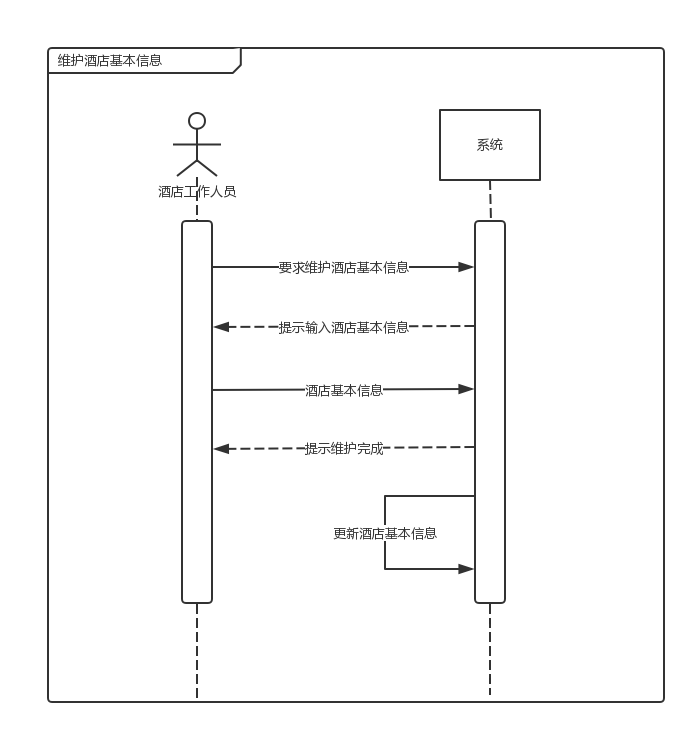 维护酒店基本信息
系统
酒店工作人员
要求维护酒店基本信息
提示输入酒店基本信息
酒店基本信息
提示维护完成
更新酒店基本信息